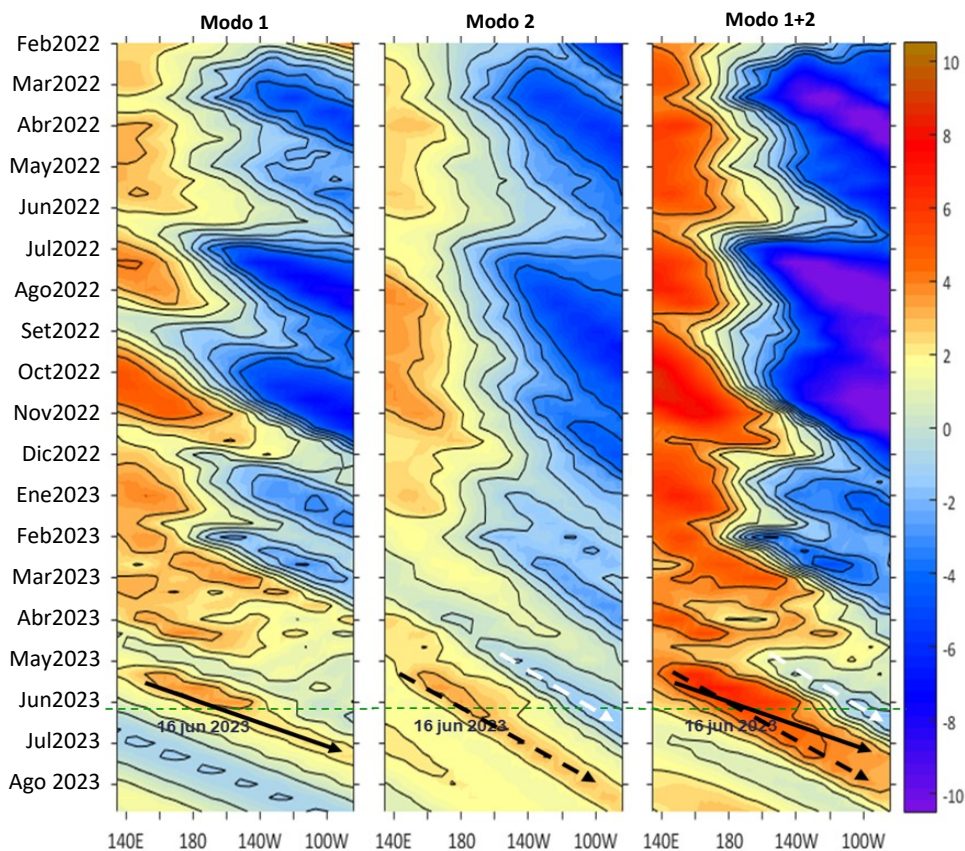 Modo 1 Modo 2 Modo 1+2
Feb2022
Mar2022
Abr2022
May2022
Jun2022
Jul2022
Ago2022
Set2022
Oct2022
Nov2022
Dic2022
Ene2023
Feb2023
Mar2023
Abr2023
May2023
Jun2023
Jul2023
Ago 2023
16 jun 2023 16 jun 2023 16 jun 2023
140E 180 140W 100W 140E 180 140W 100W 140E 180 140W 100W
10
8
6
4
2
0
-2
-4
-6
-8
-10